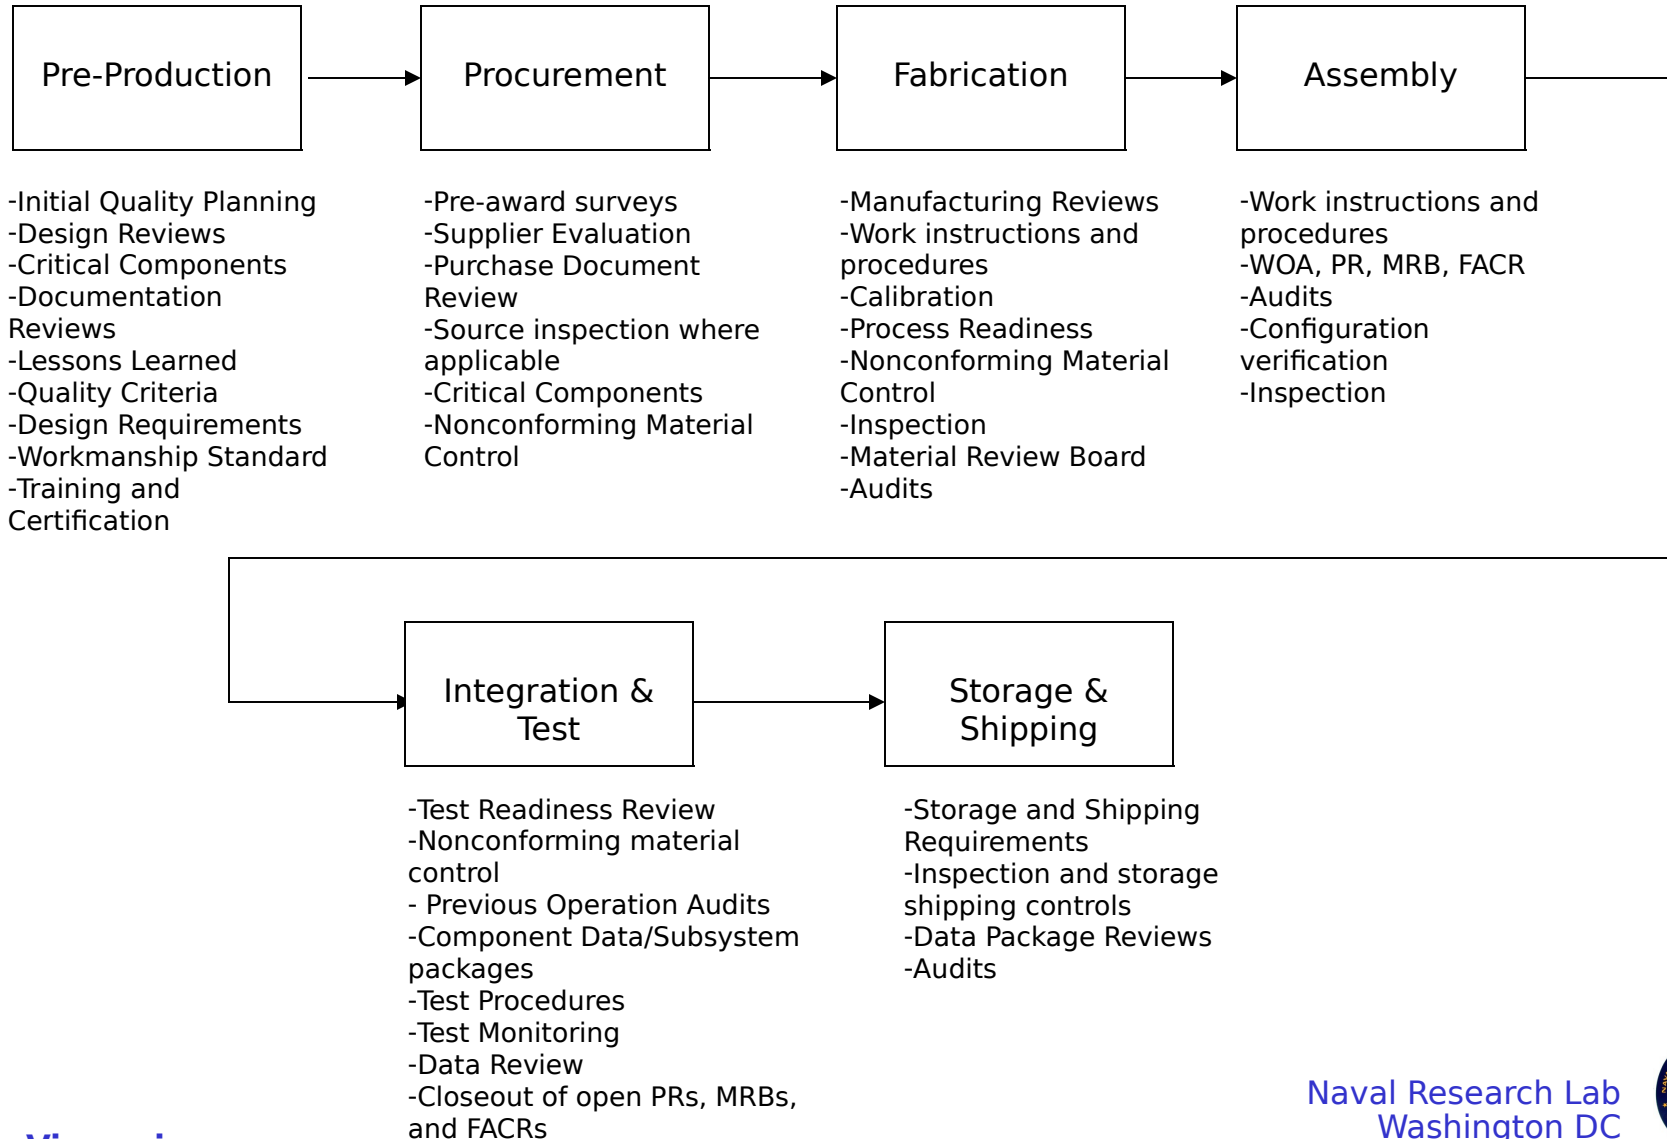 Pre-Production
Procurement
Fabrication
Assembly
-Initial Quality Planning
-Design Reviews
-Critical Components
-Documentation
Reviews
-Lessons Learned
-Quality Criteria
-Design Requirements
-Workmanship Standard
-Training and
Certification
-Pre-award surveys
-Supplier Evaluation
-Purchase Document
Review
-Source inspection where
applicable
-Critical Components
-Nonconforming Material
Control
-Manufacturing Reviews
-Work instructions and
procedures
-Calibration
-Process Readiness
-Nonconforming Material
Control
-Inspection
-Material Review Board
-Audits
-Work instructions and
procedures
-WOA, PR, MRB, FACR
-Audits
-Configuration
verification
-Inspection
Integration &
Test
Storage &
Shipping
-Test Readiness Review
-Nonconforming material
control
- Previous Operation Audits
-Component Data/Subsystem
packages
-Test Procedures
-Test Monitoring
-Data Review
-Closeout of open PRs, MRBs,
and FACRs
-Storage and Shipping
Requirements
-Inspection and storage
shipping controls
-Data Package Reviews
-Audits
Naval Research Lab
Washington DC